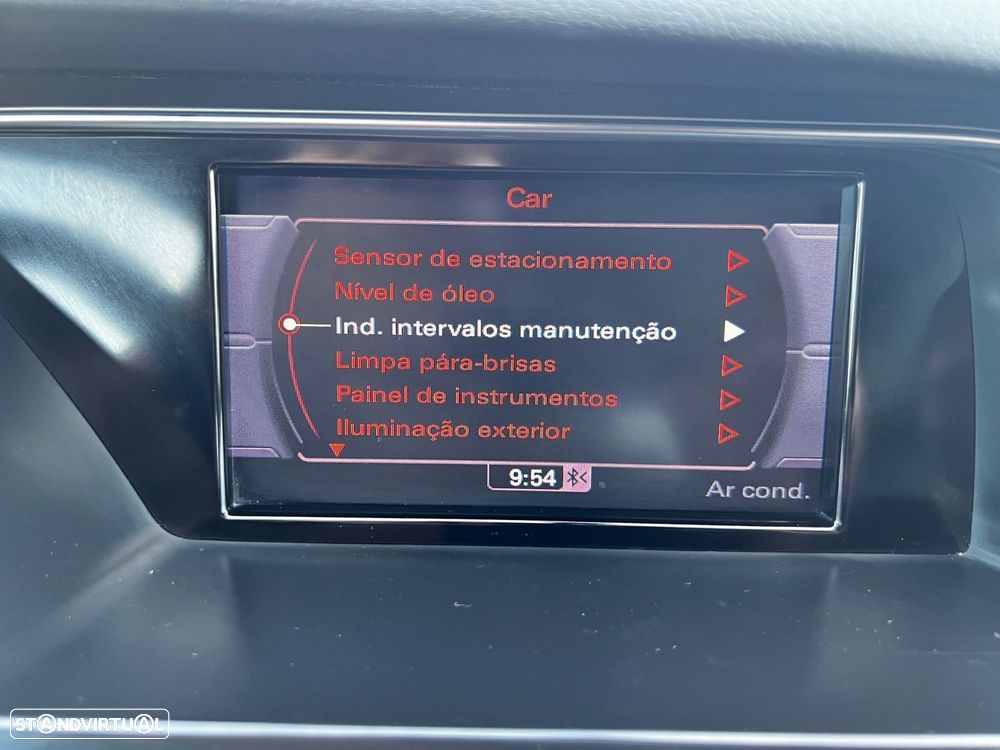 Car
Sensor de estacionamento
Nível de óleo
Ind. intervalos manutenção
Limpa pára-brisas
Painel de instrumentos
Iluminação exterior
9:54
Ar cond.
STANDVIRTUAL